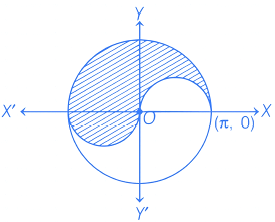 Y
X′ O X
(π, 0)
Y′